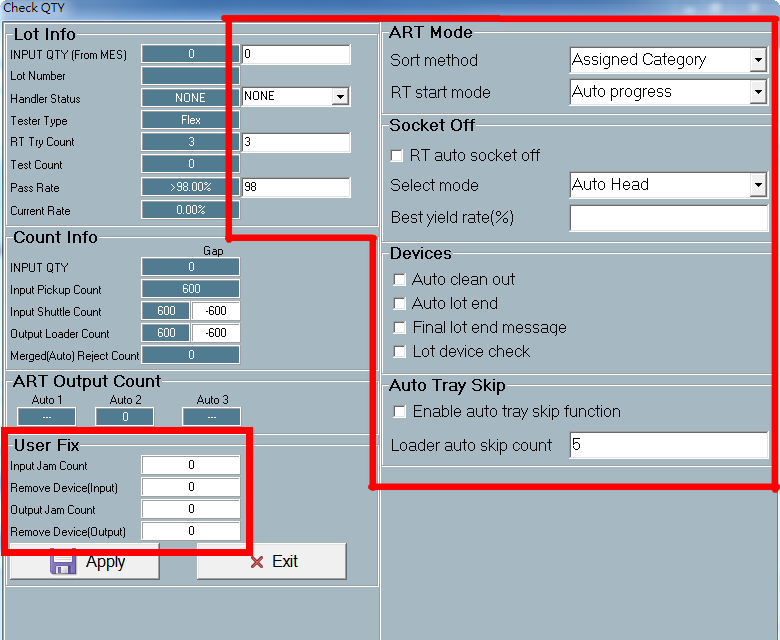 Check QTY
Lot Info
INPUT QTY (From MES) 0 0
Lot Number
Handler Status NONE NONE
Tester Type Flex
RT Try Count 3 3
Test Count 0
Pass Rate >98.00% 98
Current Rate 0.00%
Count Info
Gap
INPUT QTY 0
Input Pickup Count 600
Input Shuttle Count 600 -600
Output Loader Count 600 -600
Merged(Auto) Reject Count 0
ART Output Count
Auto 1 Auto 2 Auto 3
--- 0 ---
User Fix
Input Jam Count 0
Remove Device(Input) 0
Output Jam Count 0
Remove Device(Output) 0
Apply Exit
ART Mode
Sort method Assigned Category
RT start mode Auto progress
Socket Off
RT auto socket off
Select mode Auto Head
Best yield rate(%)
Devices
Auto clean out
Auto lot end
Final lot end message
Lot device check
Auto Tray Skip
Enable auto tray skip function
Loader auto skip count 5